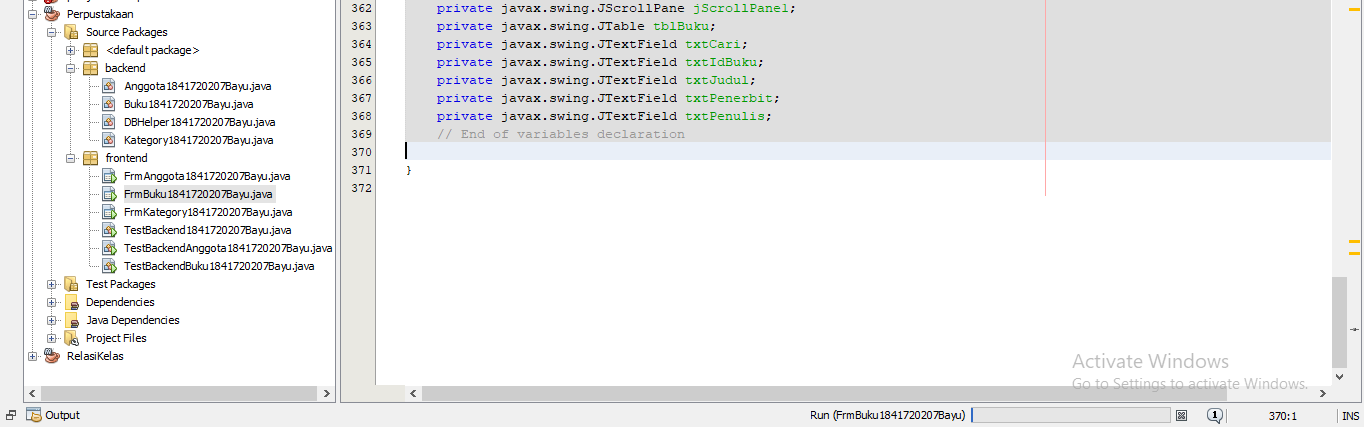 Perpustakaan
Source Packages
<default package>
backend
Anggota1841720207Bayu.java
Buku1841720207Bayu.java
DBHelper1841720207Bayu.java
Kategory1841720207Bayu.java
frontend
FrmAnggota1841720207Bayu.java
FrmBuku1841720207Bayu.java
FrmKategory1841720207Bayu.java
TestBackend1841720207Bayu.java
TestBackendAnggota1841720207Bayu.java
TestBackendBuku1841720207Bayu.java
Test Packages
Dependencies
Java Dependencies
Project Files
RelasiKelas
362 private javax.swing.JScrollPane jScrollPane1;
363 private javax.swing.JTable tblBuku;
364 private javax.swing.JTextField txtCari;
365 private javax.swing.JTextField txtIdBuku;
366 private javax.swing.JTextField txtJudul;
367 private javax.swing.JTextField txtPenerbit;
368 private javax.swing.JTextField txtPenulis;
369 // End of variables declaration
370
371 }
372
Activate Windows
Go to Settings to activate Windows.
Output
Run (FrmBuku1841720207Bayu)
1
370:1
INS